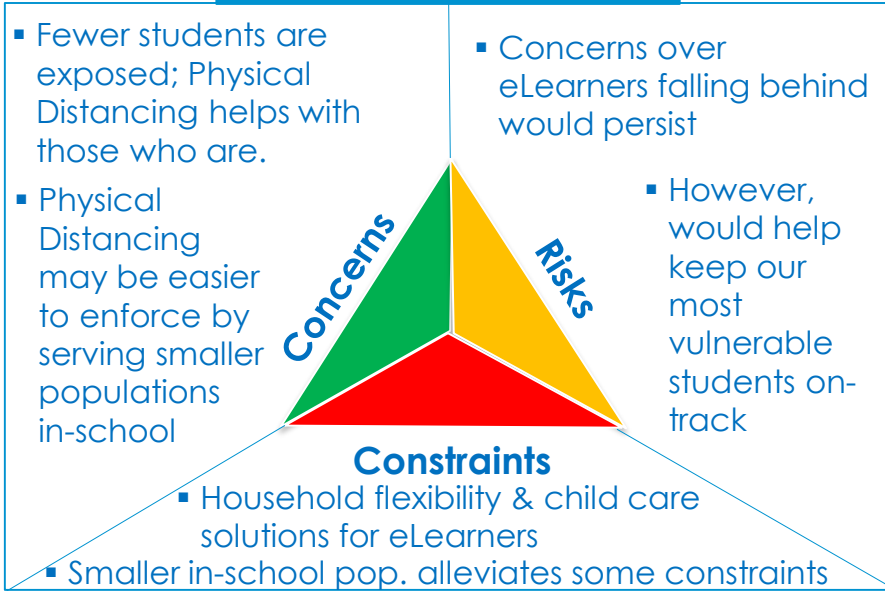 ▪ Fewer students are
exposed; Physical
Distancing helps with
those who are.
▪ Physical
Distancing
may be easier
to enforce by
serving smaller
populations
in-school
▪ Concerns over
eLearners falling behind
would persist
▪ However,
would help
keep our
most
vulnerable
students on-
track
Concerns
Risks
Constraints
▪ Household flexibility & child care
solutions for eLearners
▪ Smaller in-school pop. alleviates some constraints